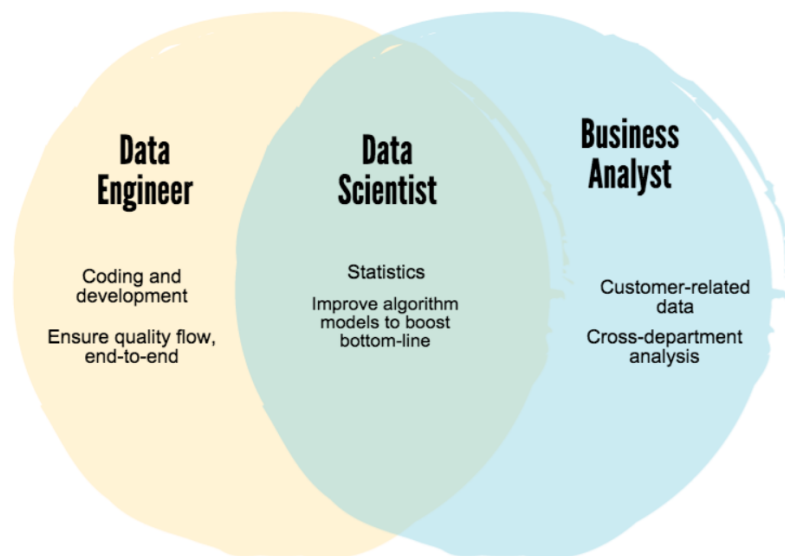 Data
Engineer
Coding and
development
Ensure quality flow,
end-to-end
Data
Scientist
Statistics
Improve algorithm
models to boost
bottom-line
Business
Analyst
Customer-related
data
Cross-department
analysis